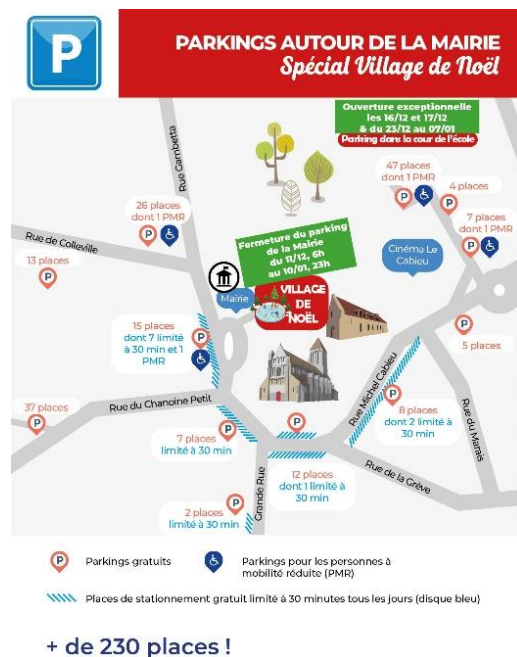 P
PARKINGS AUTOUR DE LA MAIRIE
Spécial Village de Noël
Ouverture exceptionnelle
les 16/12 et 17/12
& du 23/12 au 07/01
Parking dans la cour de l'école
Rue Gambetta
47 places
dont 1 PMR
P
4 places
P
26 places
dont 1 PMR
P
7 places
dont 1 PMR
P
Rue de Colleville
13 places
P
Fermeture du parking
de la Mairie
du 11/12, 6h
au 10/01, 23h
Cinéma Le
Cabieu
Mairie
VILLAGE
DE
NOËL
15 places
dont 7 limité
à 30 min et 1
PMR
P
P
5 places
Rue Michel Cabieu
37 places
P
Rue du Chanoine Petit
P
7 places
limité à 30 min
P
P
8 places
dont 2 limité à
30 min
Rue du Marais
12 places
dont 1 limité à
30 min
Rue de la Grève
Grande Rue
2 places
limité à 30 min
P
P
Parkings gratuits
Parkings pour les personnes à
mobilité réduite (PMR)
Places de stationnement gratuit limité à 30 minutes tous les jours (disque bleu)
+ de 230 places !